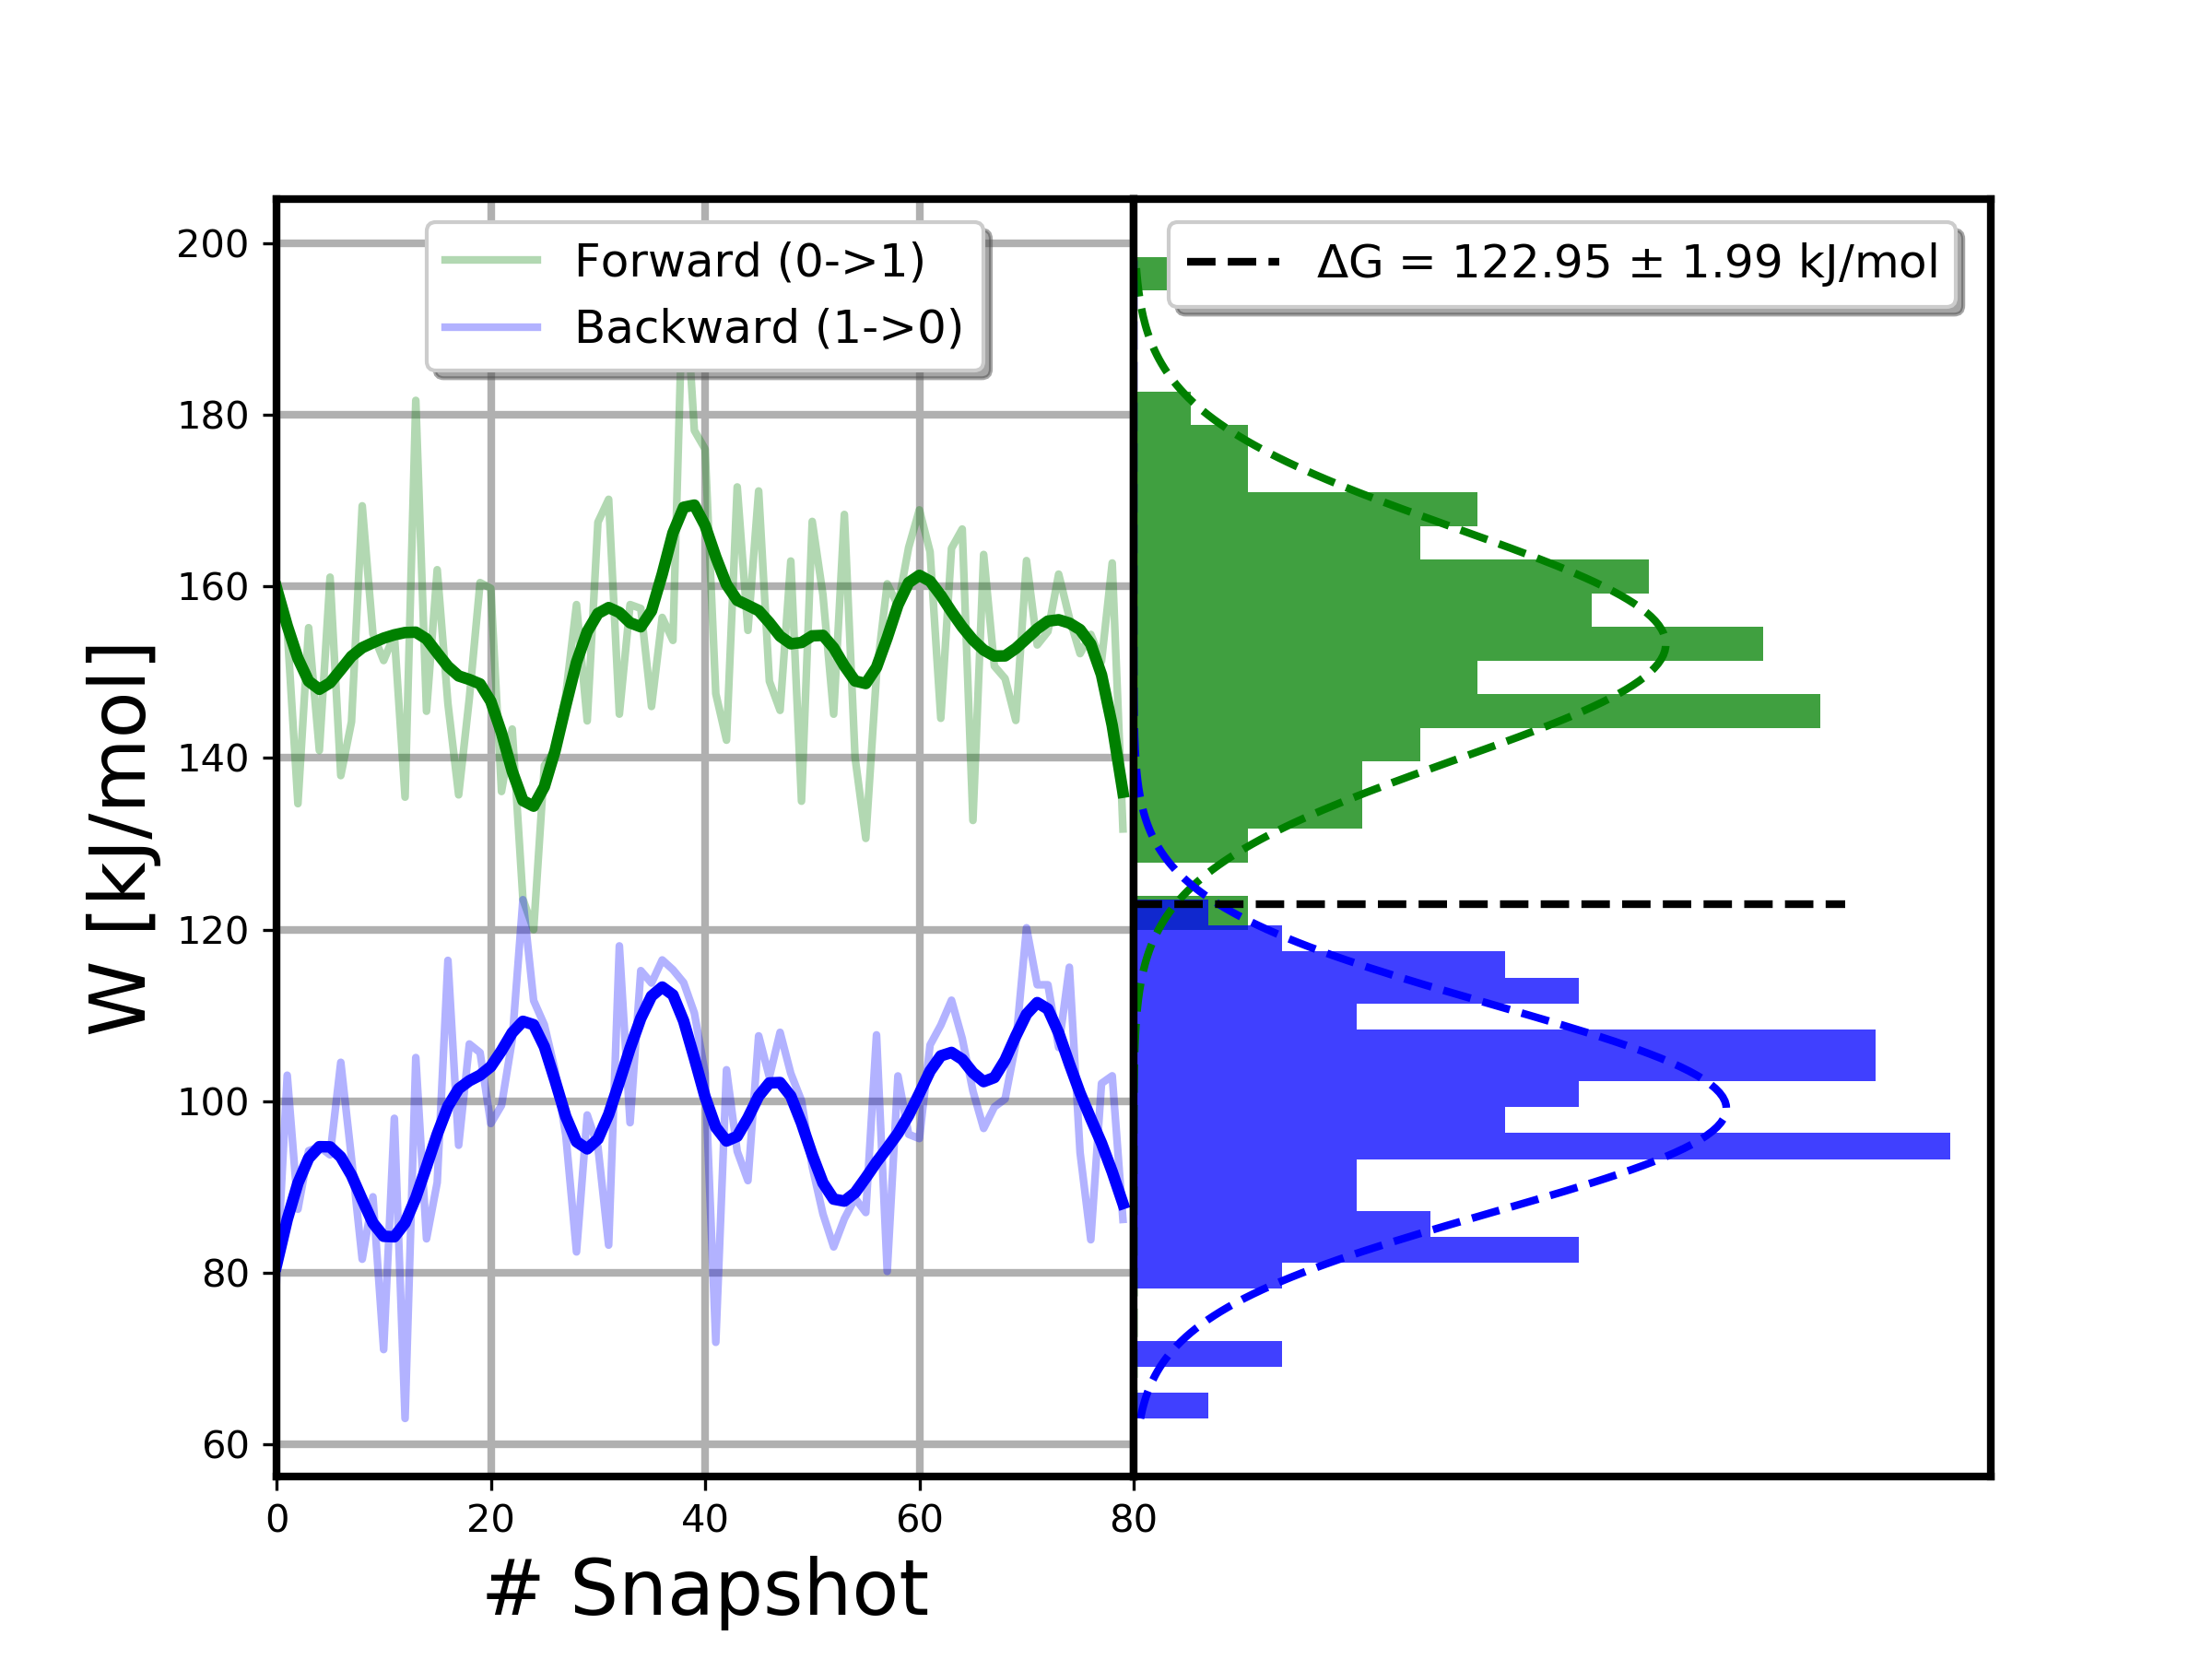 Forward (0->1)
Backward (1->0)
ΔG = 122.95 ± 1.99 kJ/mol
200
180
160
140
120
100
80
60
W [kJ/mol]
0
20
40
60
80
# Snapshot